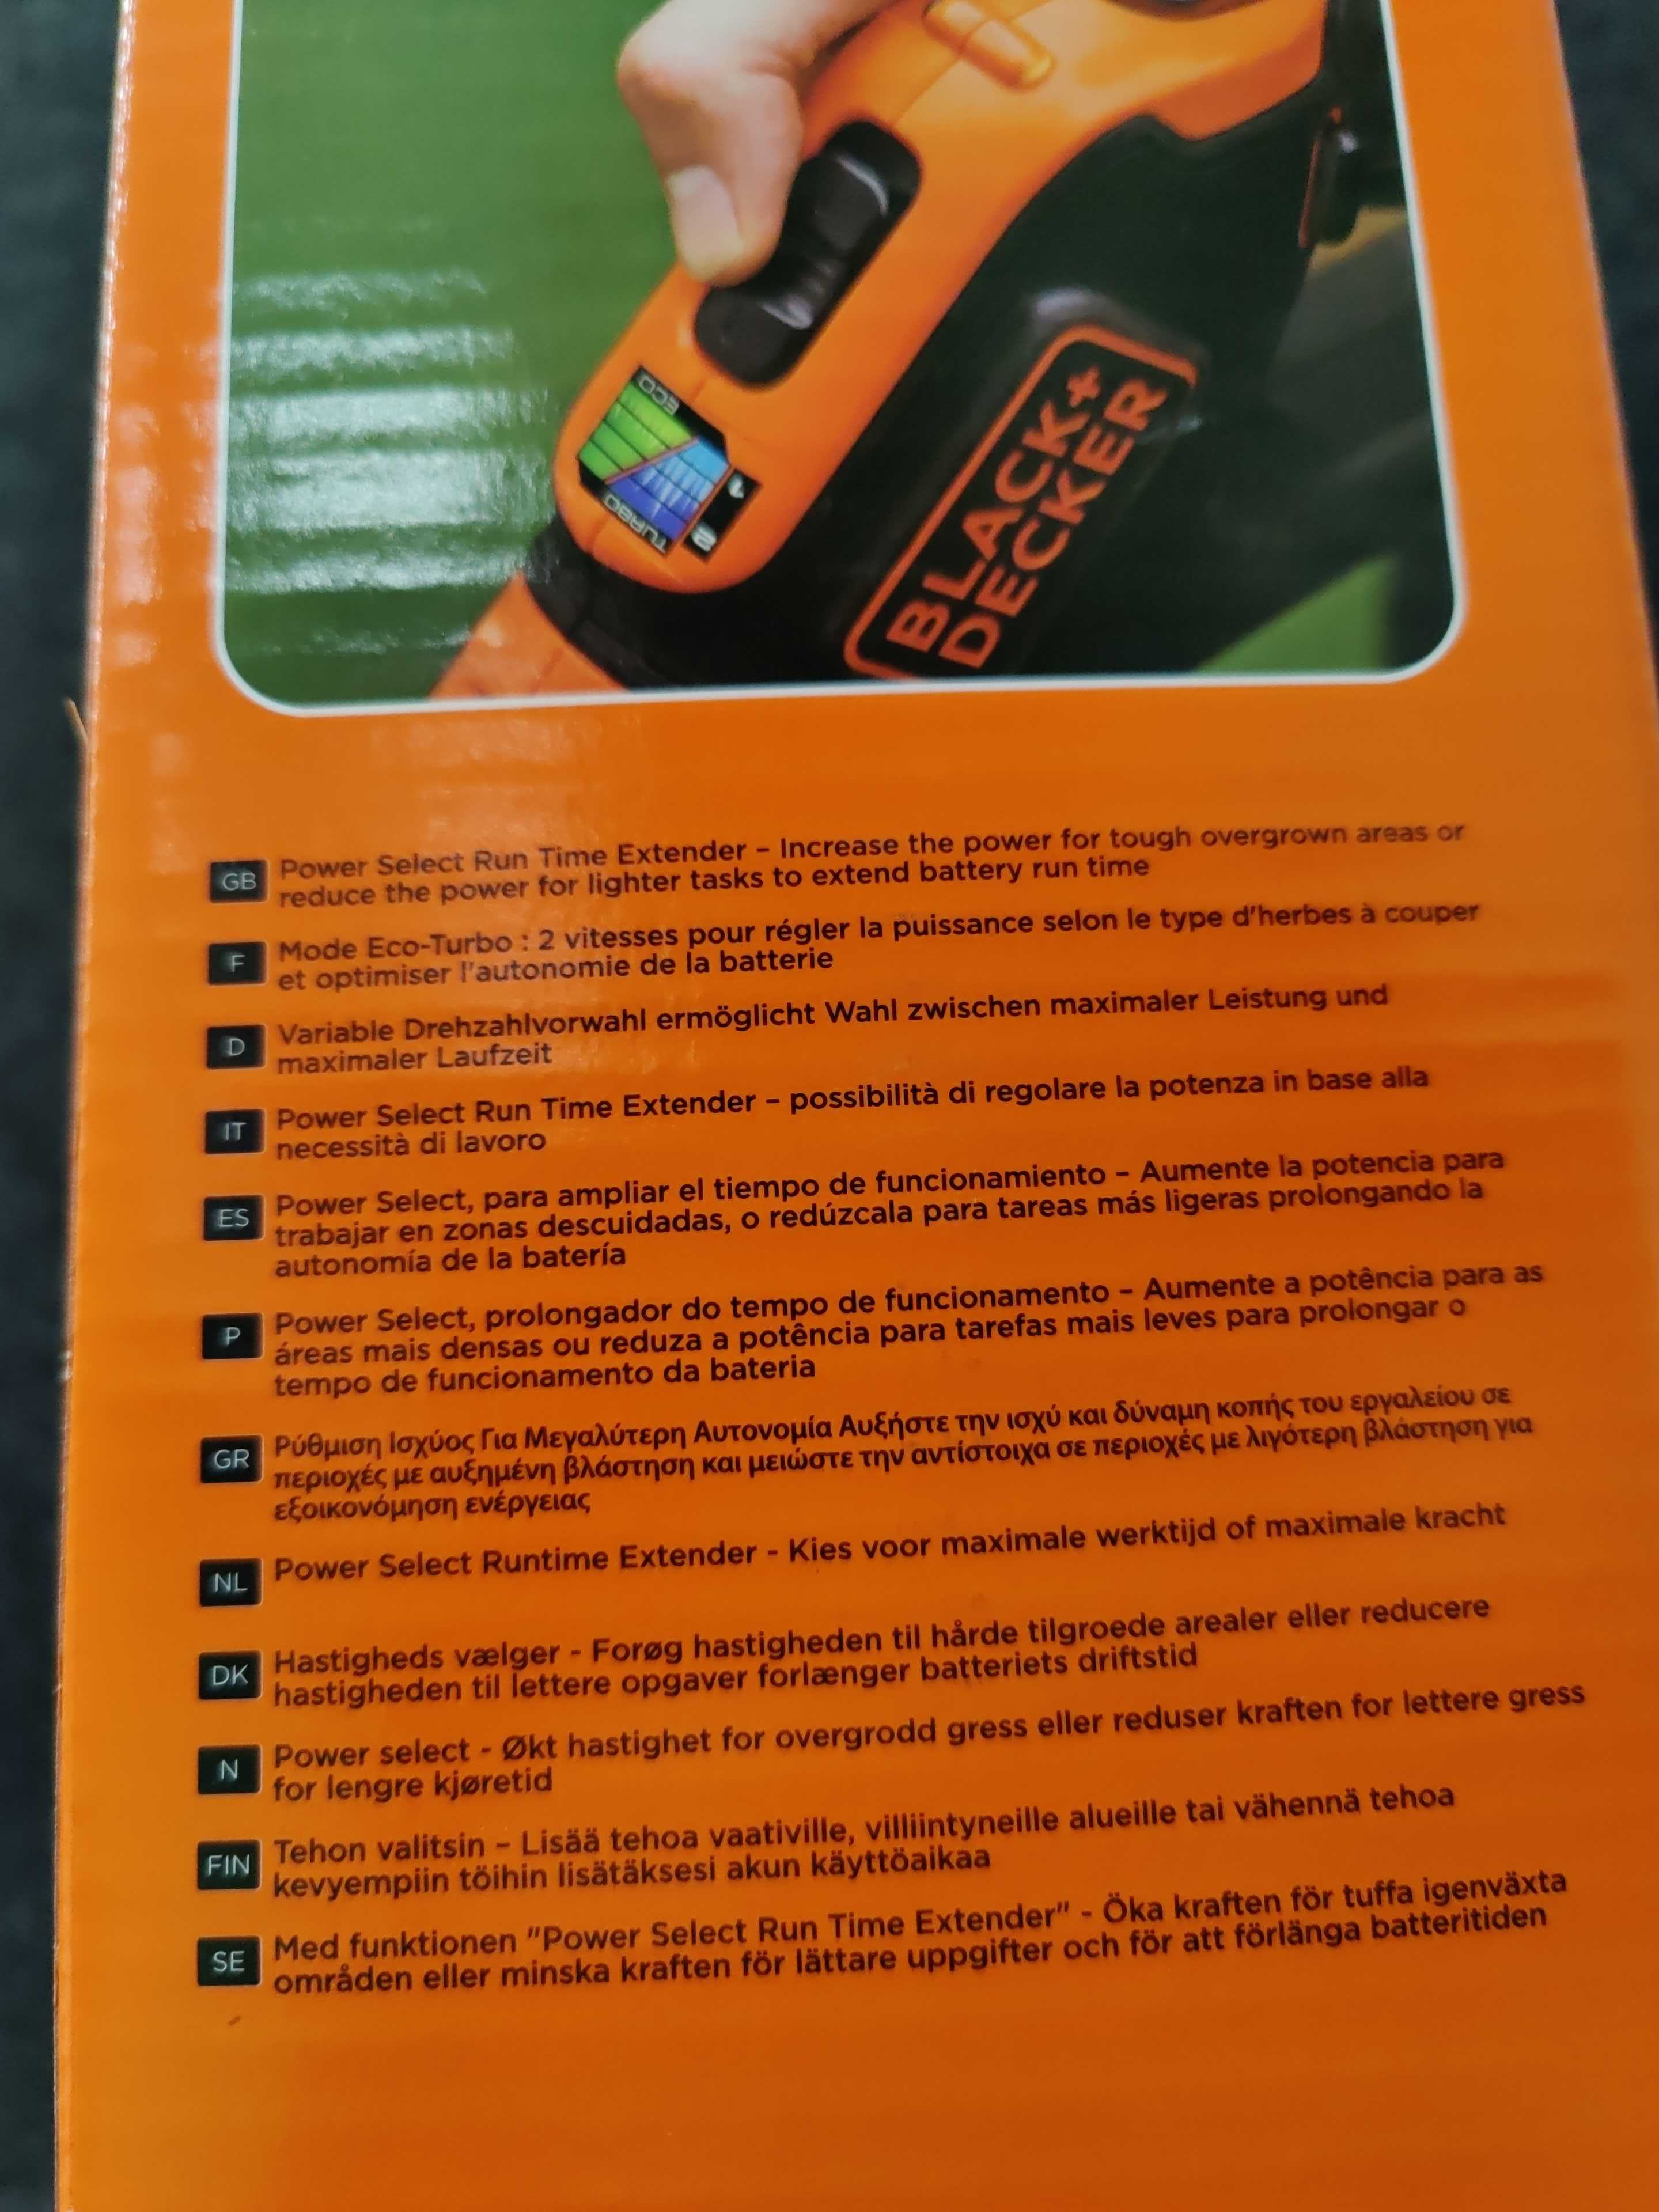 ECO
TURBO
1
2
BLACK+
DECKER
GB Power Select Run Time Extender – Increase the power for tough overgrown areas or
reduce the power for lighter tasks to extend battery run time
F Mode Eco-Turbo : 2 vitesses pour régler la puissance selon le type d'herbes à couper
et optimiser l'autonomie de la batterie
D Variable Drehzahlvorwahl ermöglicht Wahl zwischen maximaler Leistung und
maximaler Laufzeit
IT Power Select Run Time Extender – possibilità di regolare la potenza in base alla
necessità di lavoro
ES Power Select, para ampliar el tiempo de funcionamiento – Aumente la potencia para
trabajar en zonas descuidadas, o redúzcala para tareas más ligeras prolongando la
autonomía de la batería
P Power Select, prolongador do tempo de funcionamento – Aumente a potência para as
áreas mais densas ou reduza a potência para tarefas mais leves para prolongar o
tempo de funcionamento da bateria
GR Ρύθμιση Ισχύος Για Μεγαλύτερη Αυτονομία Αυξήστε την ισχύ και δύναμη κοπής του εργαλείου σε
περιοχές με αυξημένη βλάστηση και μειώστε την αντίστοιχα σε περιοχές με λιγότερη βλάστηση για
εξοικονόμηση ενέργειας
NL Power Select Runtime Extender - Kies voor maximale werktijd of maximale kracht
DK Hastigheds vælger - Forøg hastigheden til hårde tilgroede arealer eller reducere
hastigheden til lettere opgaver forlænger batteriets driftstid
N Power select - Økt hastighet for overgrodd gress eller reduser kraften for lettere gress
for lengre kjøretid
FIN Tehon valitsin – Lisää tehoa vaativille, villiintyneille alueille tai vähennä tehoa
kevyempiin töihin lisätäksesi akun käyttöaikaa
SE Med funktionen "Power Select Run Time Extender" - Öka kraften för tuffa igenväxta
områden eller minska kraften för lättare uppgifter och för att förlänga batteritiden